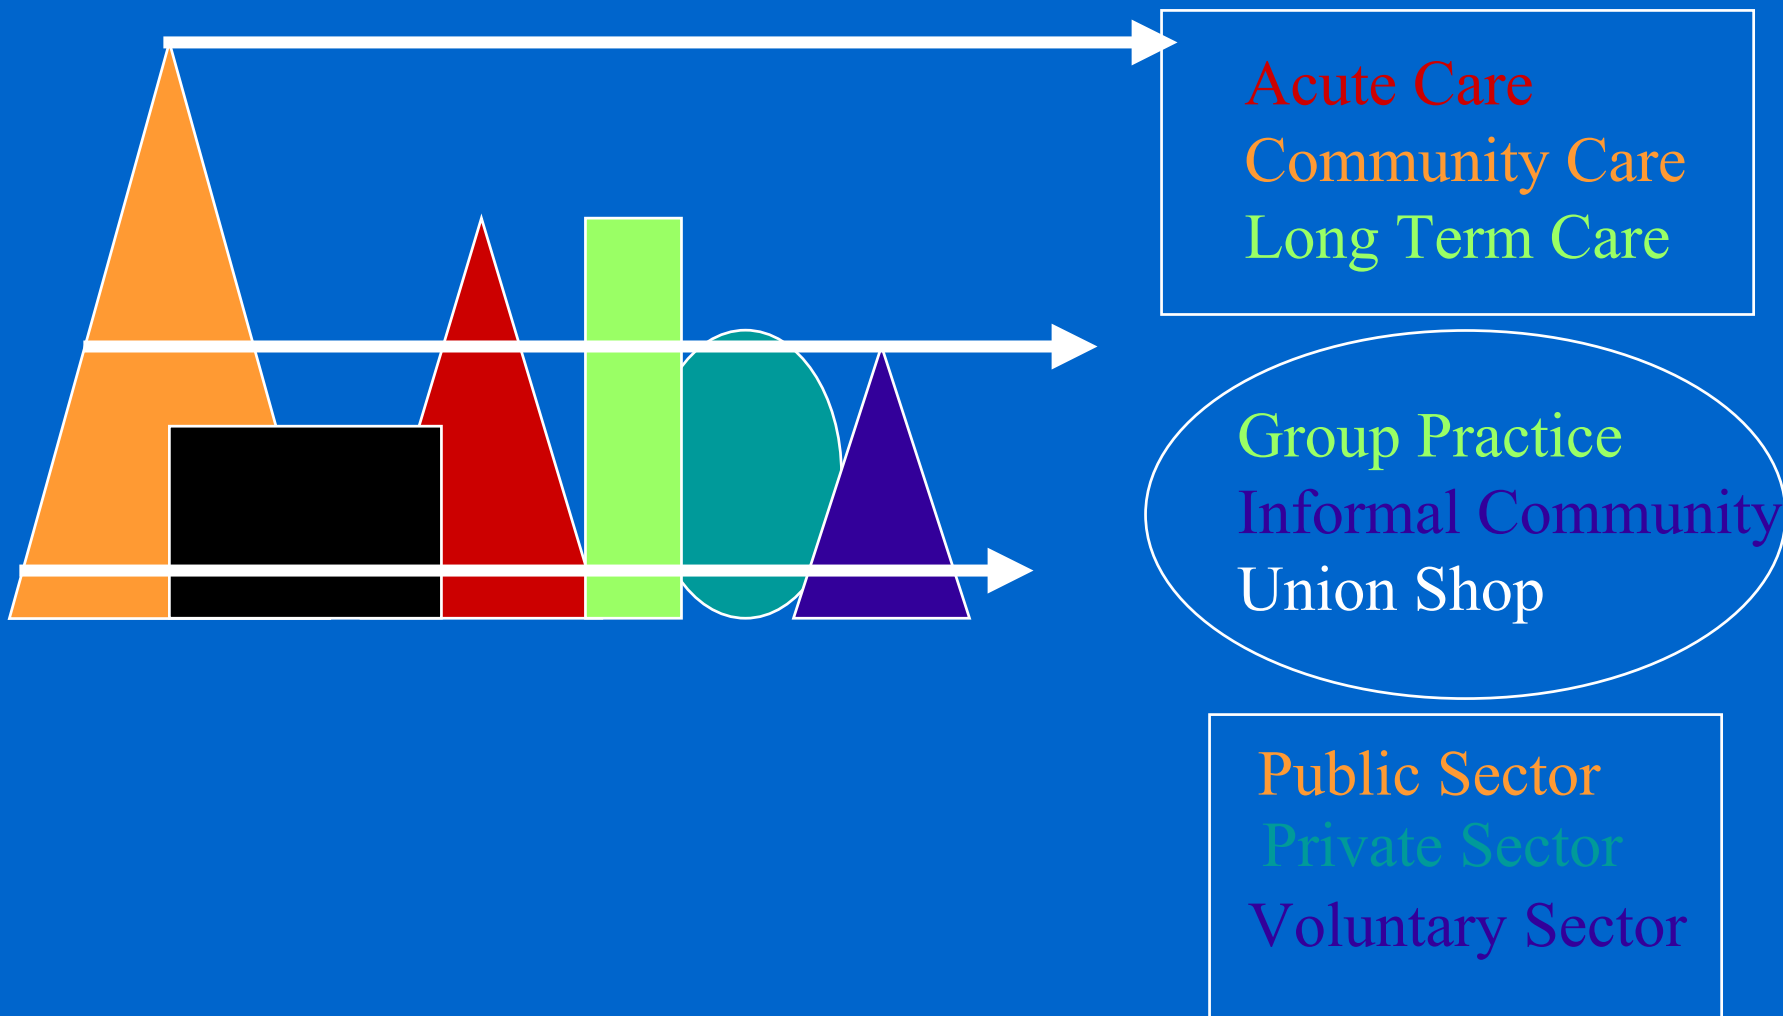 Acute Care
Community Care
Long Term Care
Group Practice
Informal Community
Union Shop
Public Sector
Private Sector
Voluntary Sector